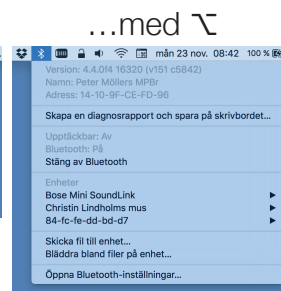 ...med ⌥
mån 23 nov. 08:42 100 %
Version: 4.4.0f4 16320 (v151 c5842)
Namn: Peter Möllers MPBr
Adress: 14-10-9F-CE-FD-96
Skapa en diagnosrapport och spara på skrivbordet...
Upptäckbar: Av
Bluetooth: På
Stäng av Bluetooth
Enheter
Bose Mini SoundLink
Christin Lindholms mus
84-fc-fe-dd-bd-d7
Skicka fil till enhet...
Bläddra bland filer på enhet...
Öppna Bluetooth-inställningar...